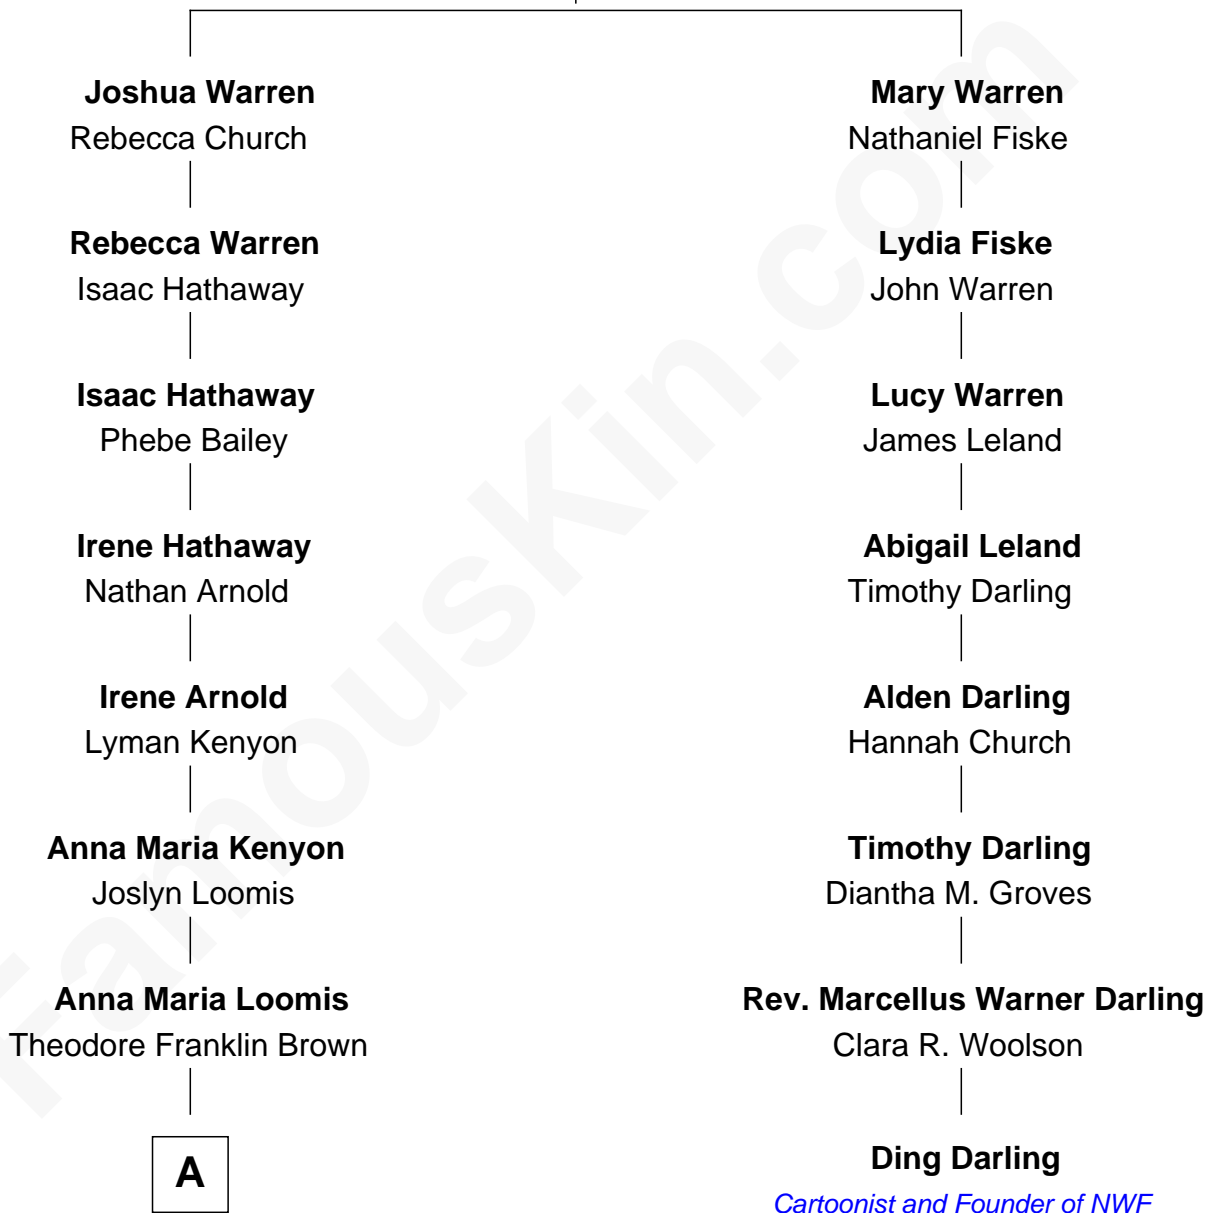 Joshua Warren
Rebecca Church
Mary Warren
Nathaniel Fiske
Rebecca Warren
Isaac Hathaway
Lydia Fiske
John Warren
Isaac Hathaway
Phebe Bailey
Lucy Warren
James Leland
Irene Hathaway
Nathan Arnold
Abigail Leland
Timothy Darling
Irene Arnold
Lyman Kenyon
Alden Darling
Hannah Church
Anna Maria Kenyon
Joslyn Loomis
Timothy Darling
Diantha M. Groves
Anna Maria Loomis
Theodore Franklin Brown
Rev. Marcellus Warner Darling
Clara R. Woolson
A
Ding Darling
Cartoonist and Founder of NWF
FamousKin.com